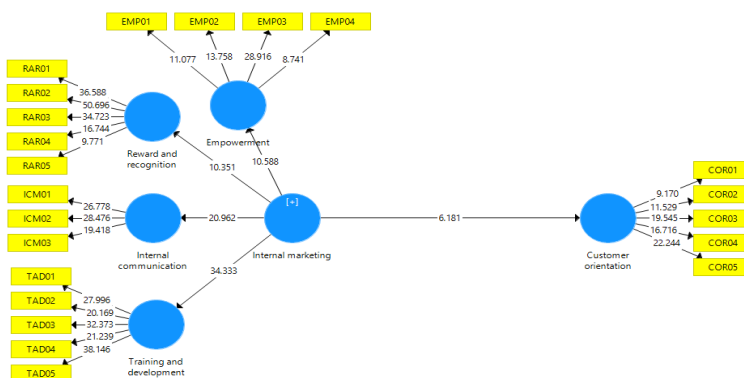 EMP01 EMP02 EMP03 EMP04
11.077 13.758 28.916 8.741
Empowerment
RAR01
RAR02
RAR03
RAR04
RAR05
36.588
50.696
34.723
16.744
9.771
Reward and
recognition
10.351
10.588
ICM01
ICM02
ICM03
26.778
28.476
19.418
Internal
communication
20.962
[+]
Internal marketing
6.181
34.333
COR01
COR02
COR03
COR04
COR05
9.170
11.529
19.545
16.716
22.244
Customer
orientation
TAD01
TAD02
TAD03
TAD04
TAD05
27.996
20.169
32.373
21.239
38.146
Training and
development